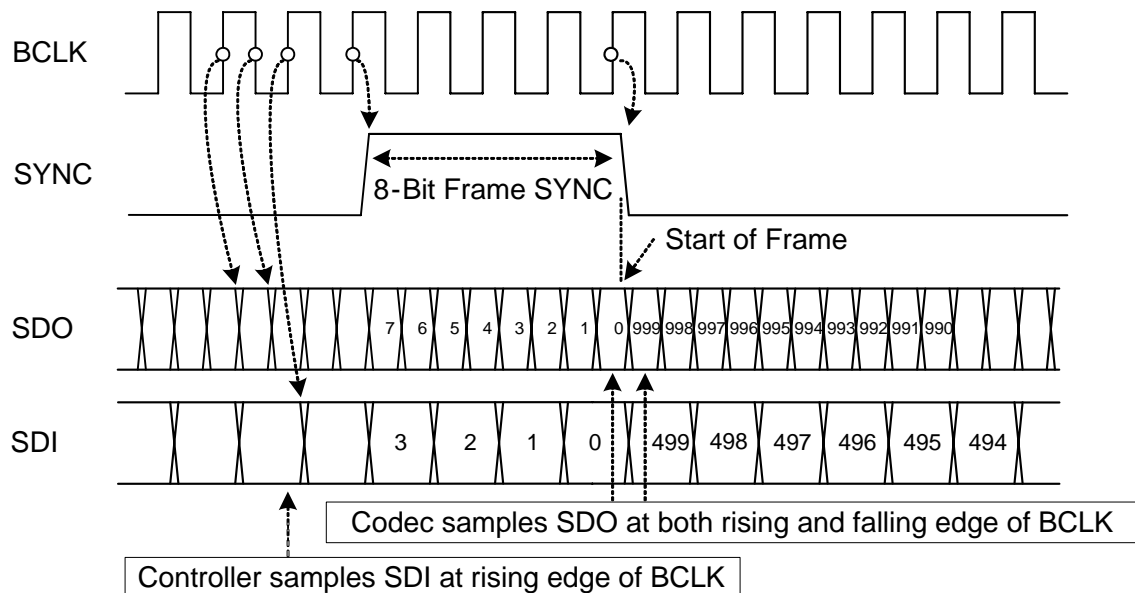 BCLK
SYNC
8-Bit Frame SYNC
Start of Frame
SDO
7 6 5 4 3 2 1 0 999 998 997 996 995 994 993 992 991 990
SDI
3 2 1 0 499 498 497 496 495 494
Codec samples SDO at both rising and falling edge of BCLK
Controller samples SDI at rising edge of BCLK